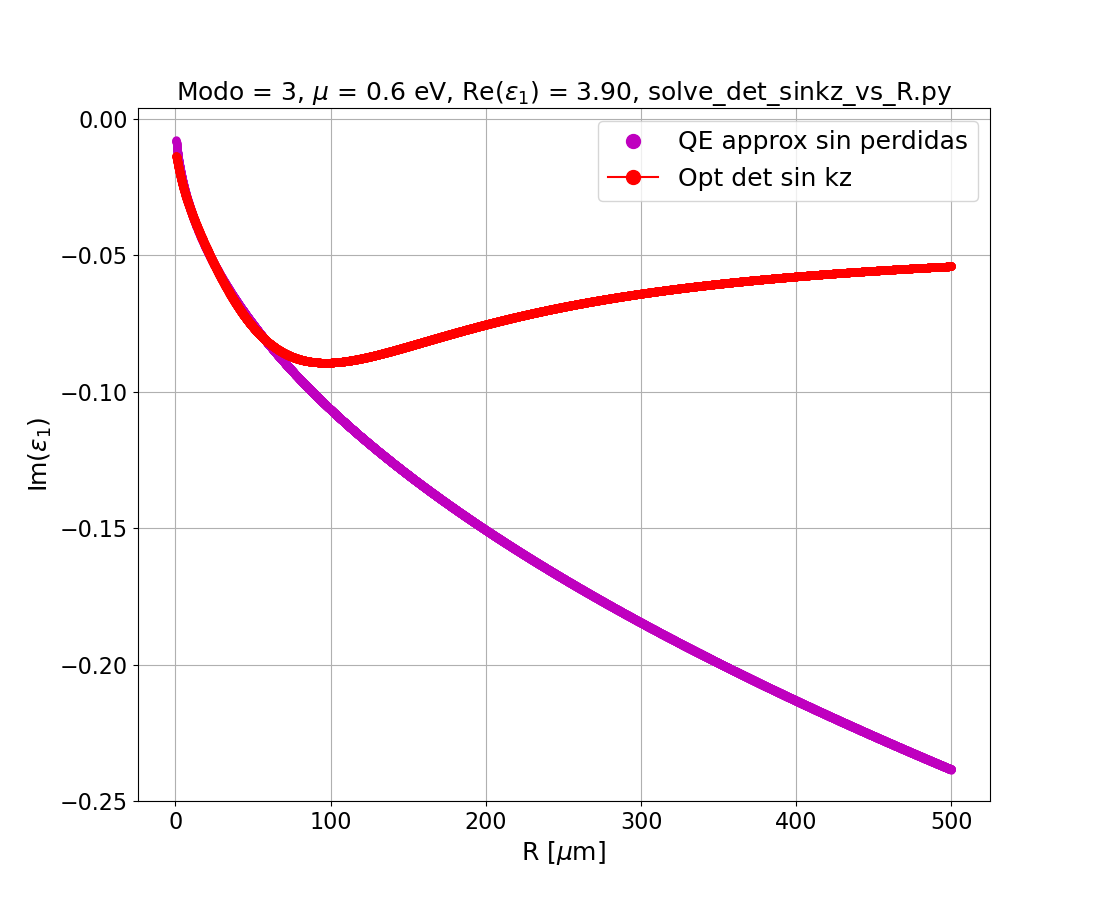 Modo = 3, μ = 0.6 eV, Re(ε₁) = 3.90, solve_det_sinkz_vs_R.py
QE approx sin perdidas
Opt det sin kz
Im(ε₁)
0.00
−0.05
−0.10
−0.15
−0.20
−0.25
0 100 200 300 400 500
R [μm]